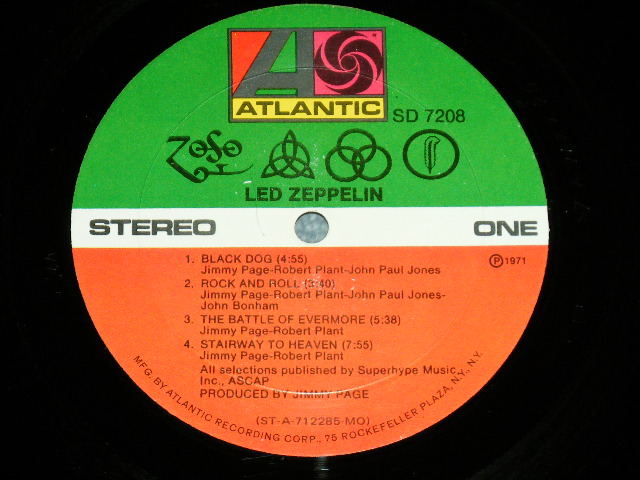 ATLANTIC
SD 7208
LED ZEPPELIN
STEREO ONE
1. BLACK DOG (4:55)
Jimmy Page-Robert Plant-John Paul Jones
℗ 1971
2. ROCK AND ROLL (3:40)
Jimmy Page-Robert Plant-John Paul Jones-
John Bonham
3. THE BATTLE OF EVERMORE (5:38)
Jimmy Page-Robert Plant
4. STAIRWAY TO HEAVEN (7:55)
Jimmy Page-Robert Plant
All selections published by Superhype Music,
Inc., ASCAP
PRODUCED BY JIMMY PAGE
(ST-A-712285-MO)
MFG. BY ATLANTIC RECORDING CORP., 75 ROCKEFELLER PLAZA, N.Y., N.Y.